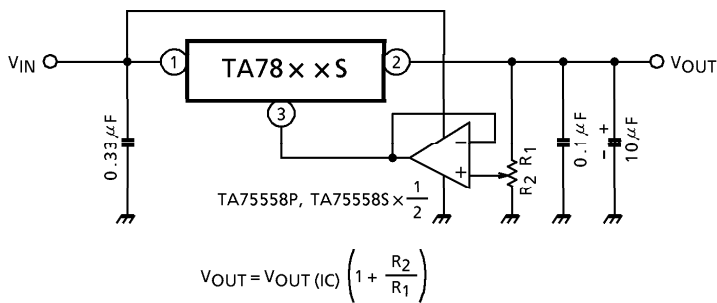 VIN
1
TA78××S
2
VOUT
3
0.33μF
−
+
R1
R2
0.1μF
+
−
10μF
TA75558P, TA75558S × 1/2
VOUT = VOUT (IC) (1 + R2/R1)